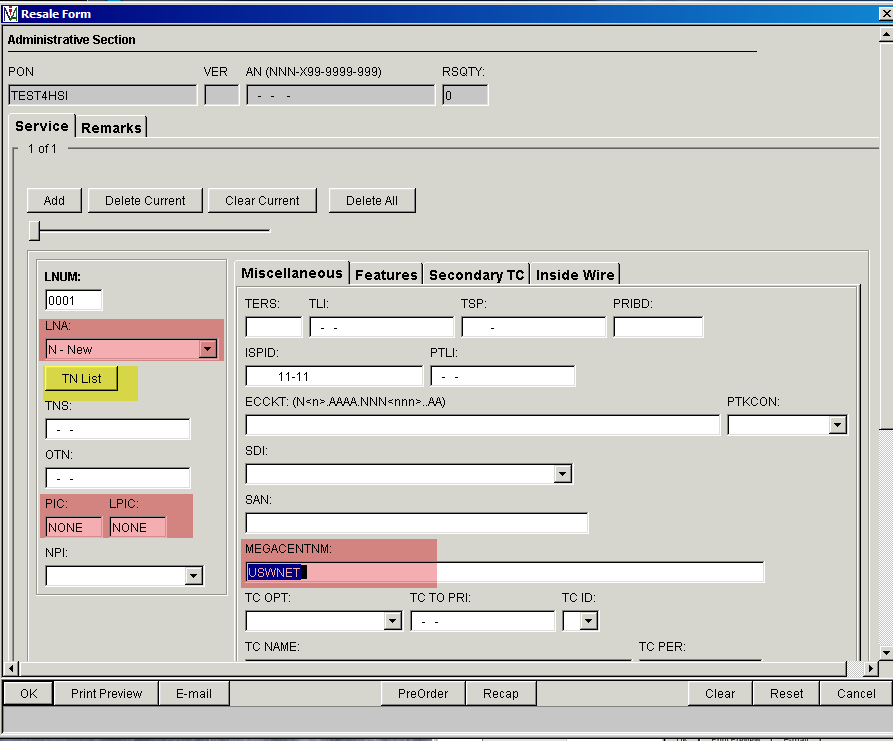 Resale Form
Administrative Section
PON VER AN (NNN-X99-9999-999) RSQTY:
TEST4HSI - - - 0
Service Remarks
1 of 1
Add Delete Current Clear Current Delete All
LNUM:
0001
LNA:
N - New
TN List
TNS:
- -
OTN:
- -
PIC: LPIC:
NONE NONE
NPI:
Miscellaneous Features Secondary TC Inside Wire
TERS: TLI: TSP: PRIBD:
- - -
ISPID: PTLI:
11-11 - -
ECCKT: (N<n>.AAAA.NNN<nnn>..AA) PTKCON:
SDI:
SAN:
MEGACENTNM:
USWNET
TC OPT: TC TO PRI: TC ID:
- -
TC NAME: TC PER:
OK Print Preview E-mail PreOrder Recap Clear Reset Cancel